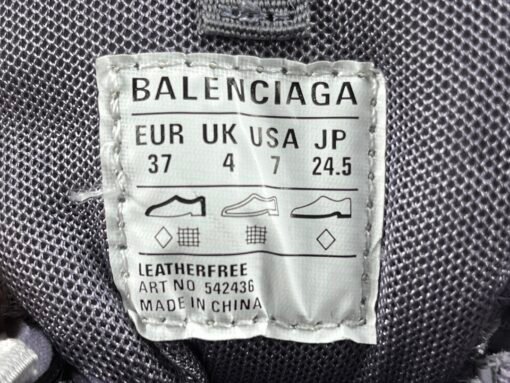 BALENCIAGA
EUR UK USA JP
37 4 7 24.5
LEATHERFREE
ART NO 542436
MADE IN CHINA